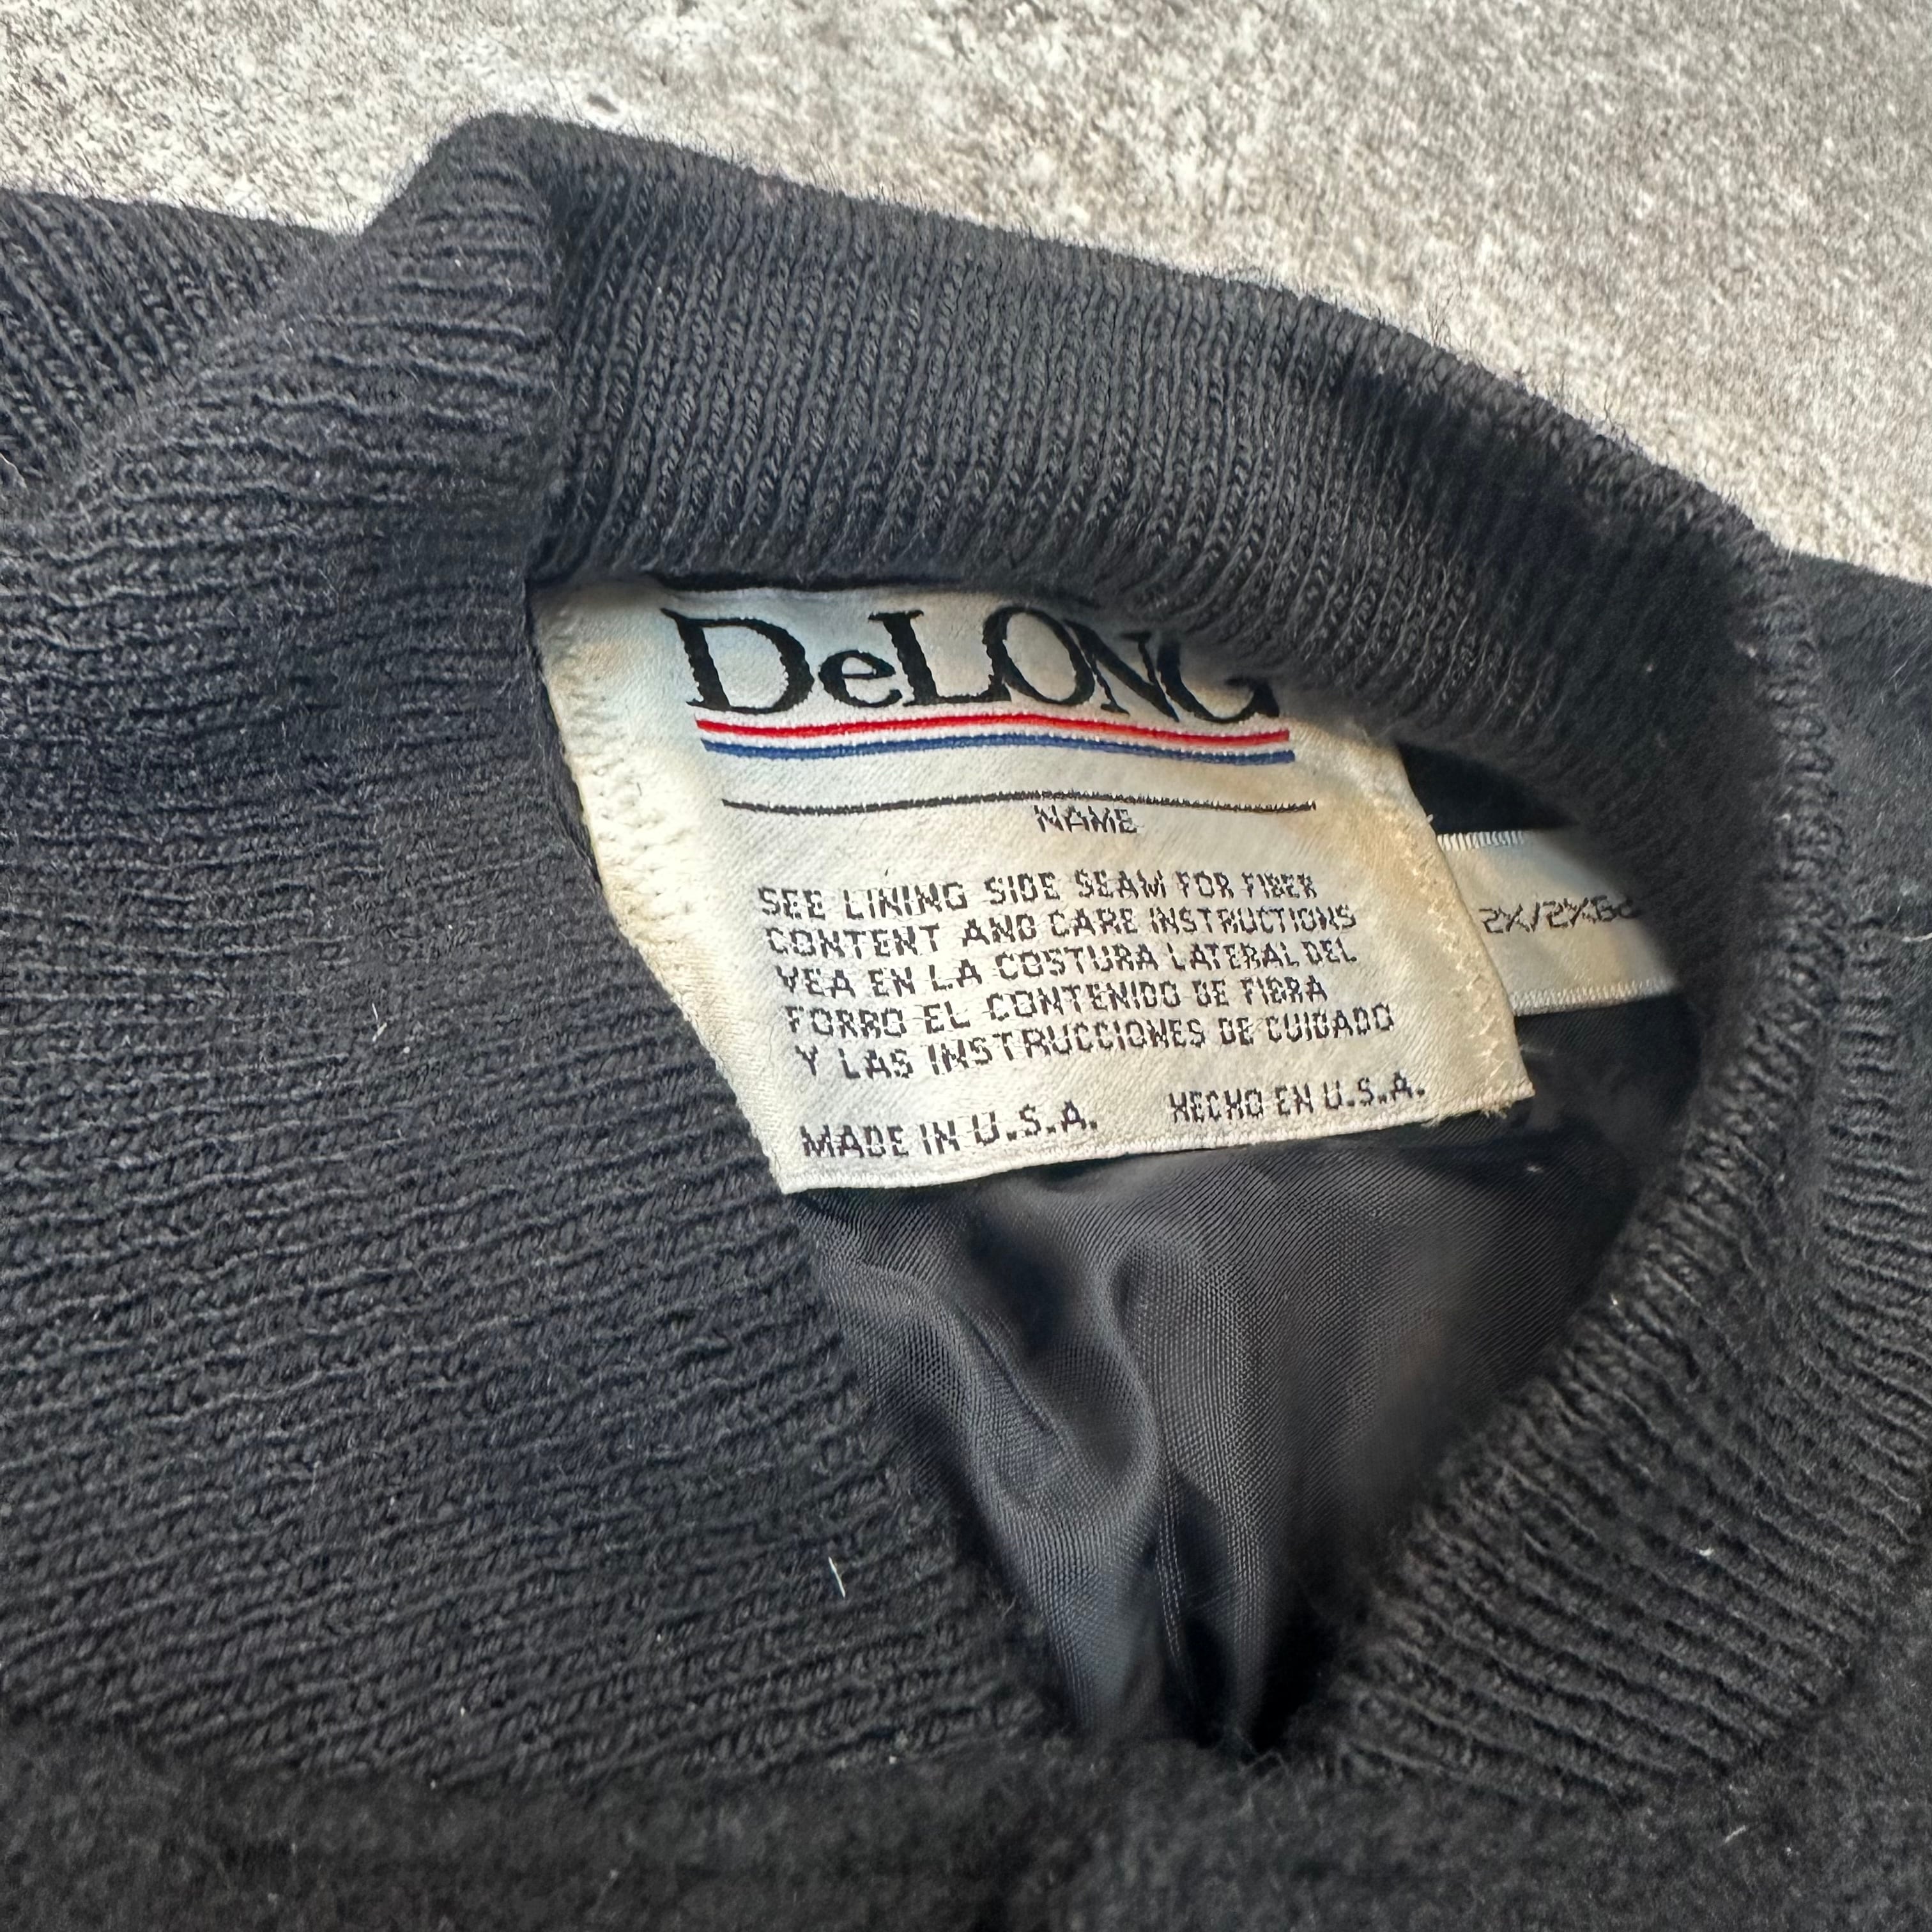 DeLONG
NAME
SEE LINING SIDE SEAM FOR FIBER
CONTENT AND CARE INSTRUCTIONS
VEA EN LA COSTURA LATERAL DEL
FORRO EL CONTENIDO DE FIBRA
Y LAS INSTRUCCIONES DE CUIDADO
MADE IN U.S.A. HECHO EN U.S.A.